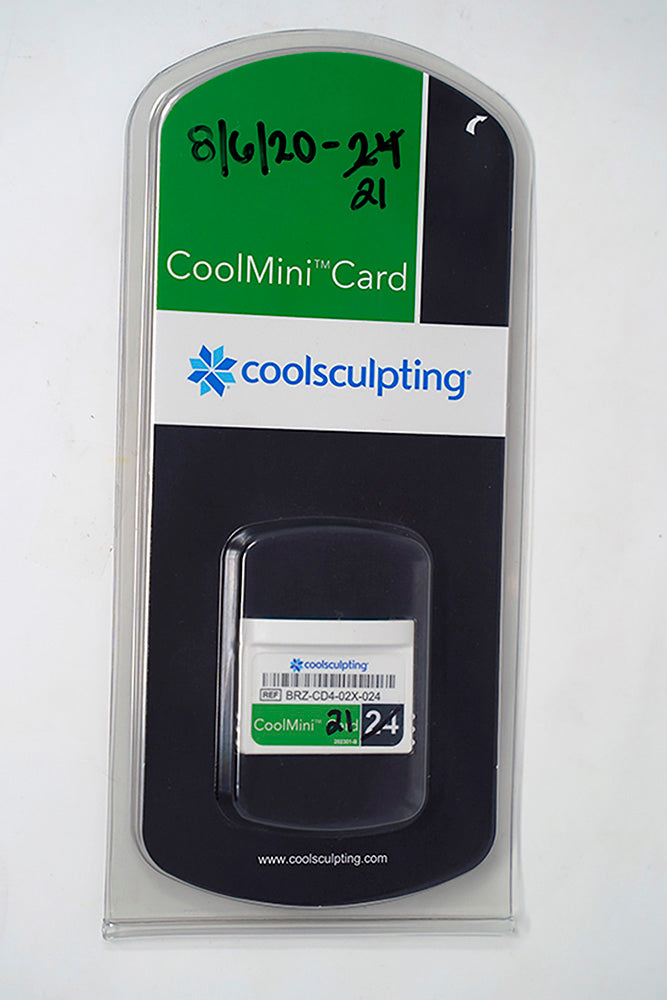 8/6/20-24
21
CoolMini™ Card
coolsculpting®
coolsculpting®
REF BRZ-CD4-02X-024
CoolMini™ Card 21 24
202301-B
www.coolsculpting.com